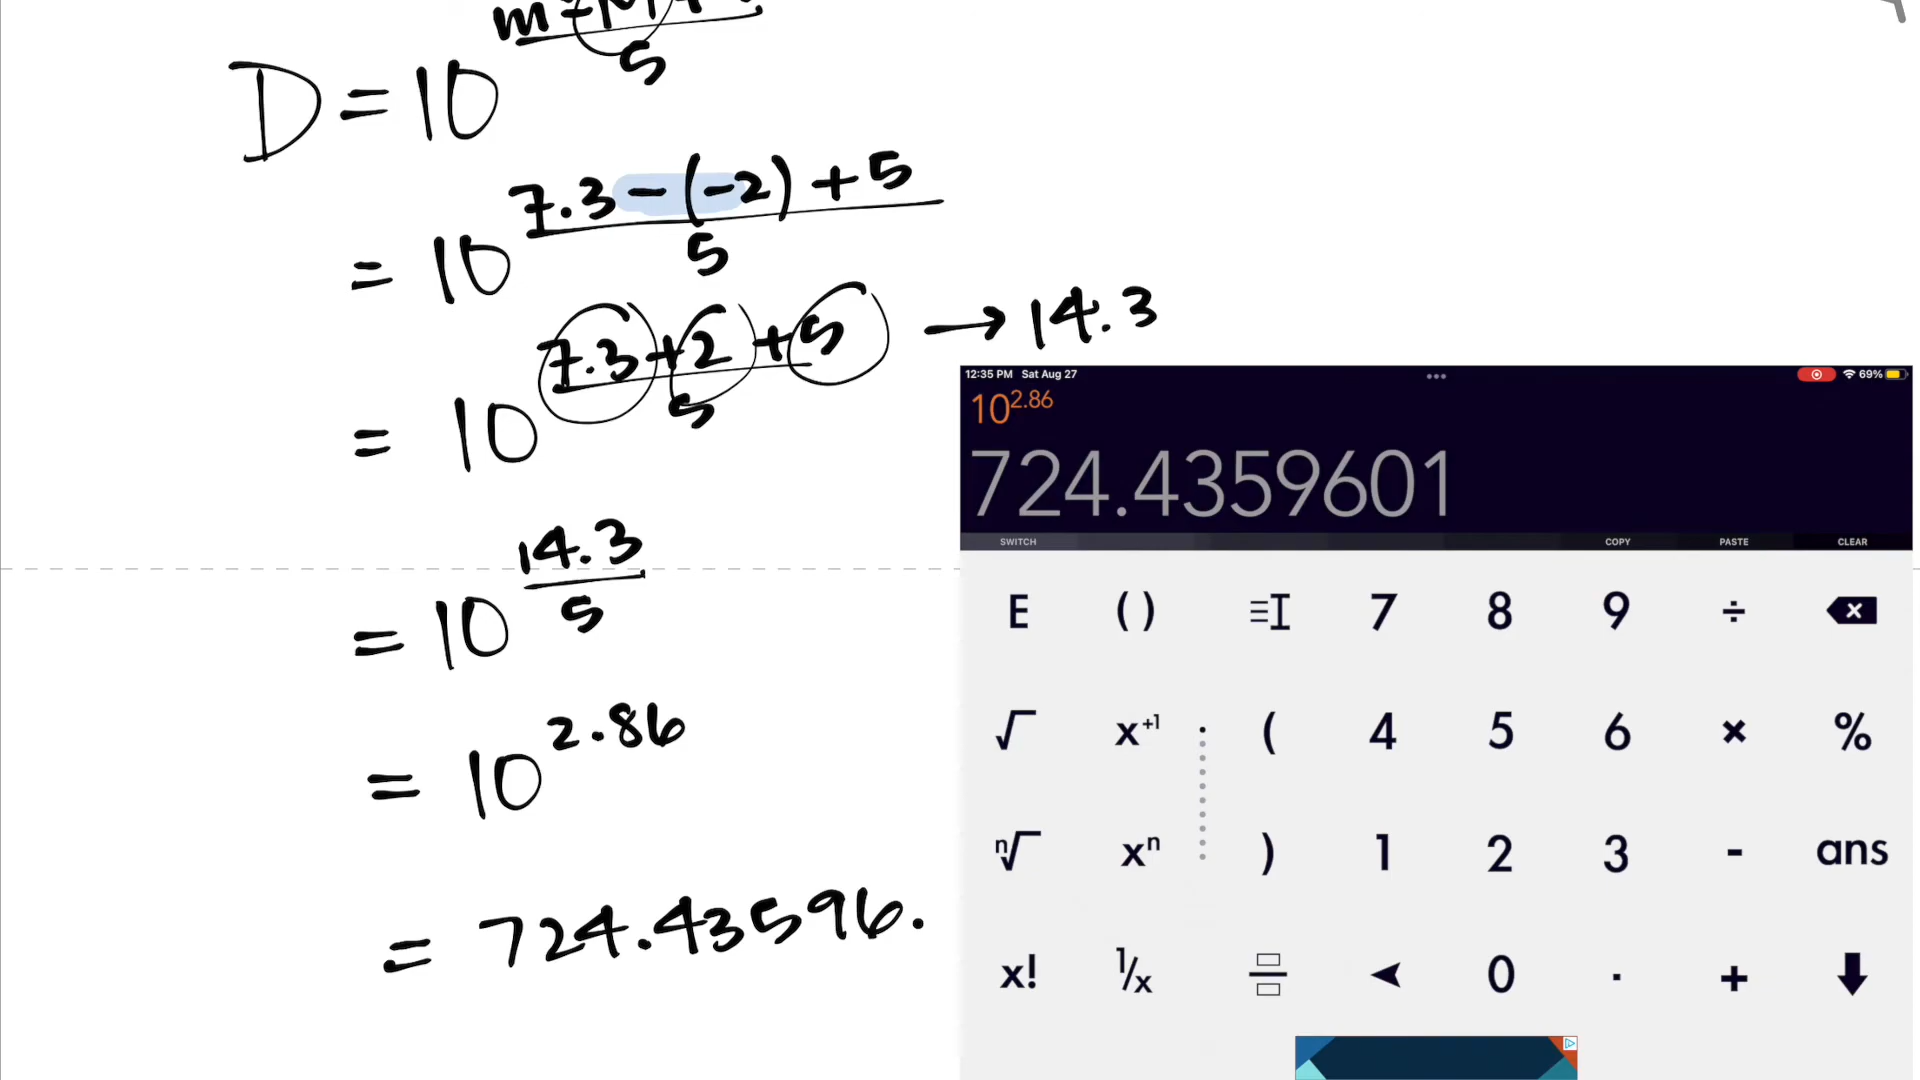 5
D = 10
7.3 - (-2) + 5
= 10 5
7.3 + 2 + 5 → 14.3
= 10 5
14.3
= 10 5
= 10^2.86
= 724.43596.
12:35 PM Sat Aug 27 69%
10^2.86
724.4359601
SWITCH COPY PASTE CLEAR
E ( ) 7 8 9 ÷
√ x+1 ( 4 5 6 × %
n√ xn ) 1 2 3 - ans
x! 1/x 0 . +